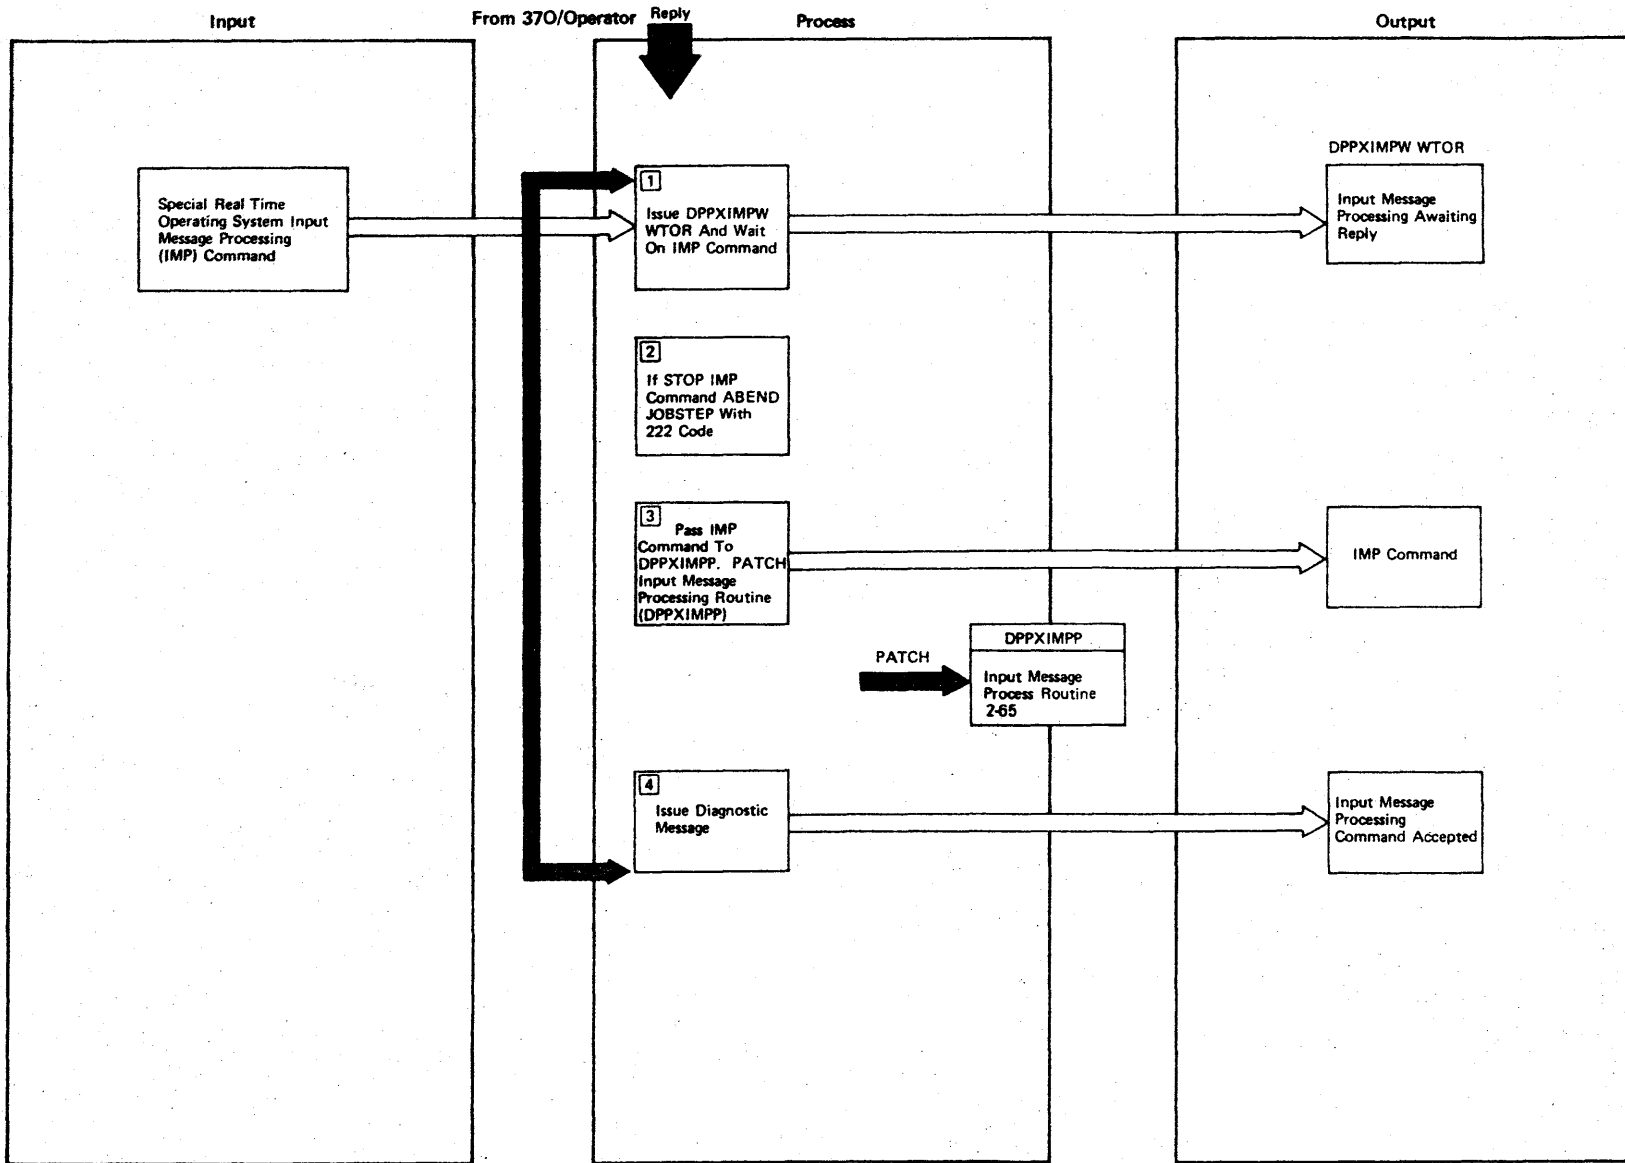 Input
From 370/Operator
Reply
Process
Output
Special Real Time
Operating System Input
Message Processing
(IMP) Command
1
Issue DPPXIMPW
WTOR And Wait
On IMP Command
DPPXIMPW WTOR
Input Message
Processing Awaiting
Reply
2
If STOP IMP
Command ABEND
JOBSTEP With
222 Code
3
Pass IMP
Command To
DPPXIMPP. PATCH
Input Message
Processing Routine
(DPPXIMPP)
IMP Command
PATCH
DPPXIMPP
Input Message
Process Routine
2-65
4
Issue Diagnostic
Message
Input Message
Processing
Command Accepted